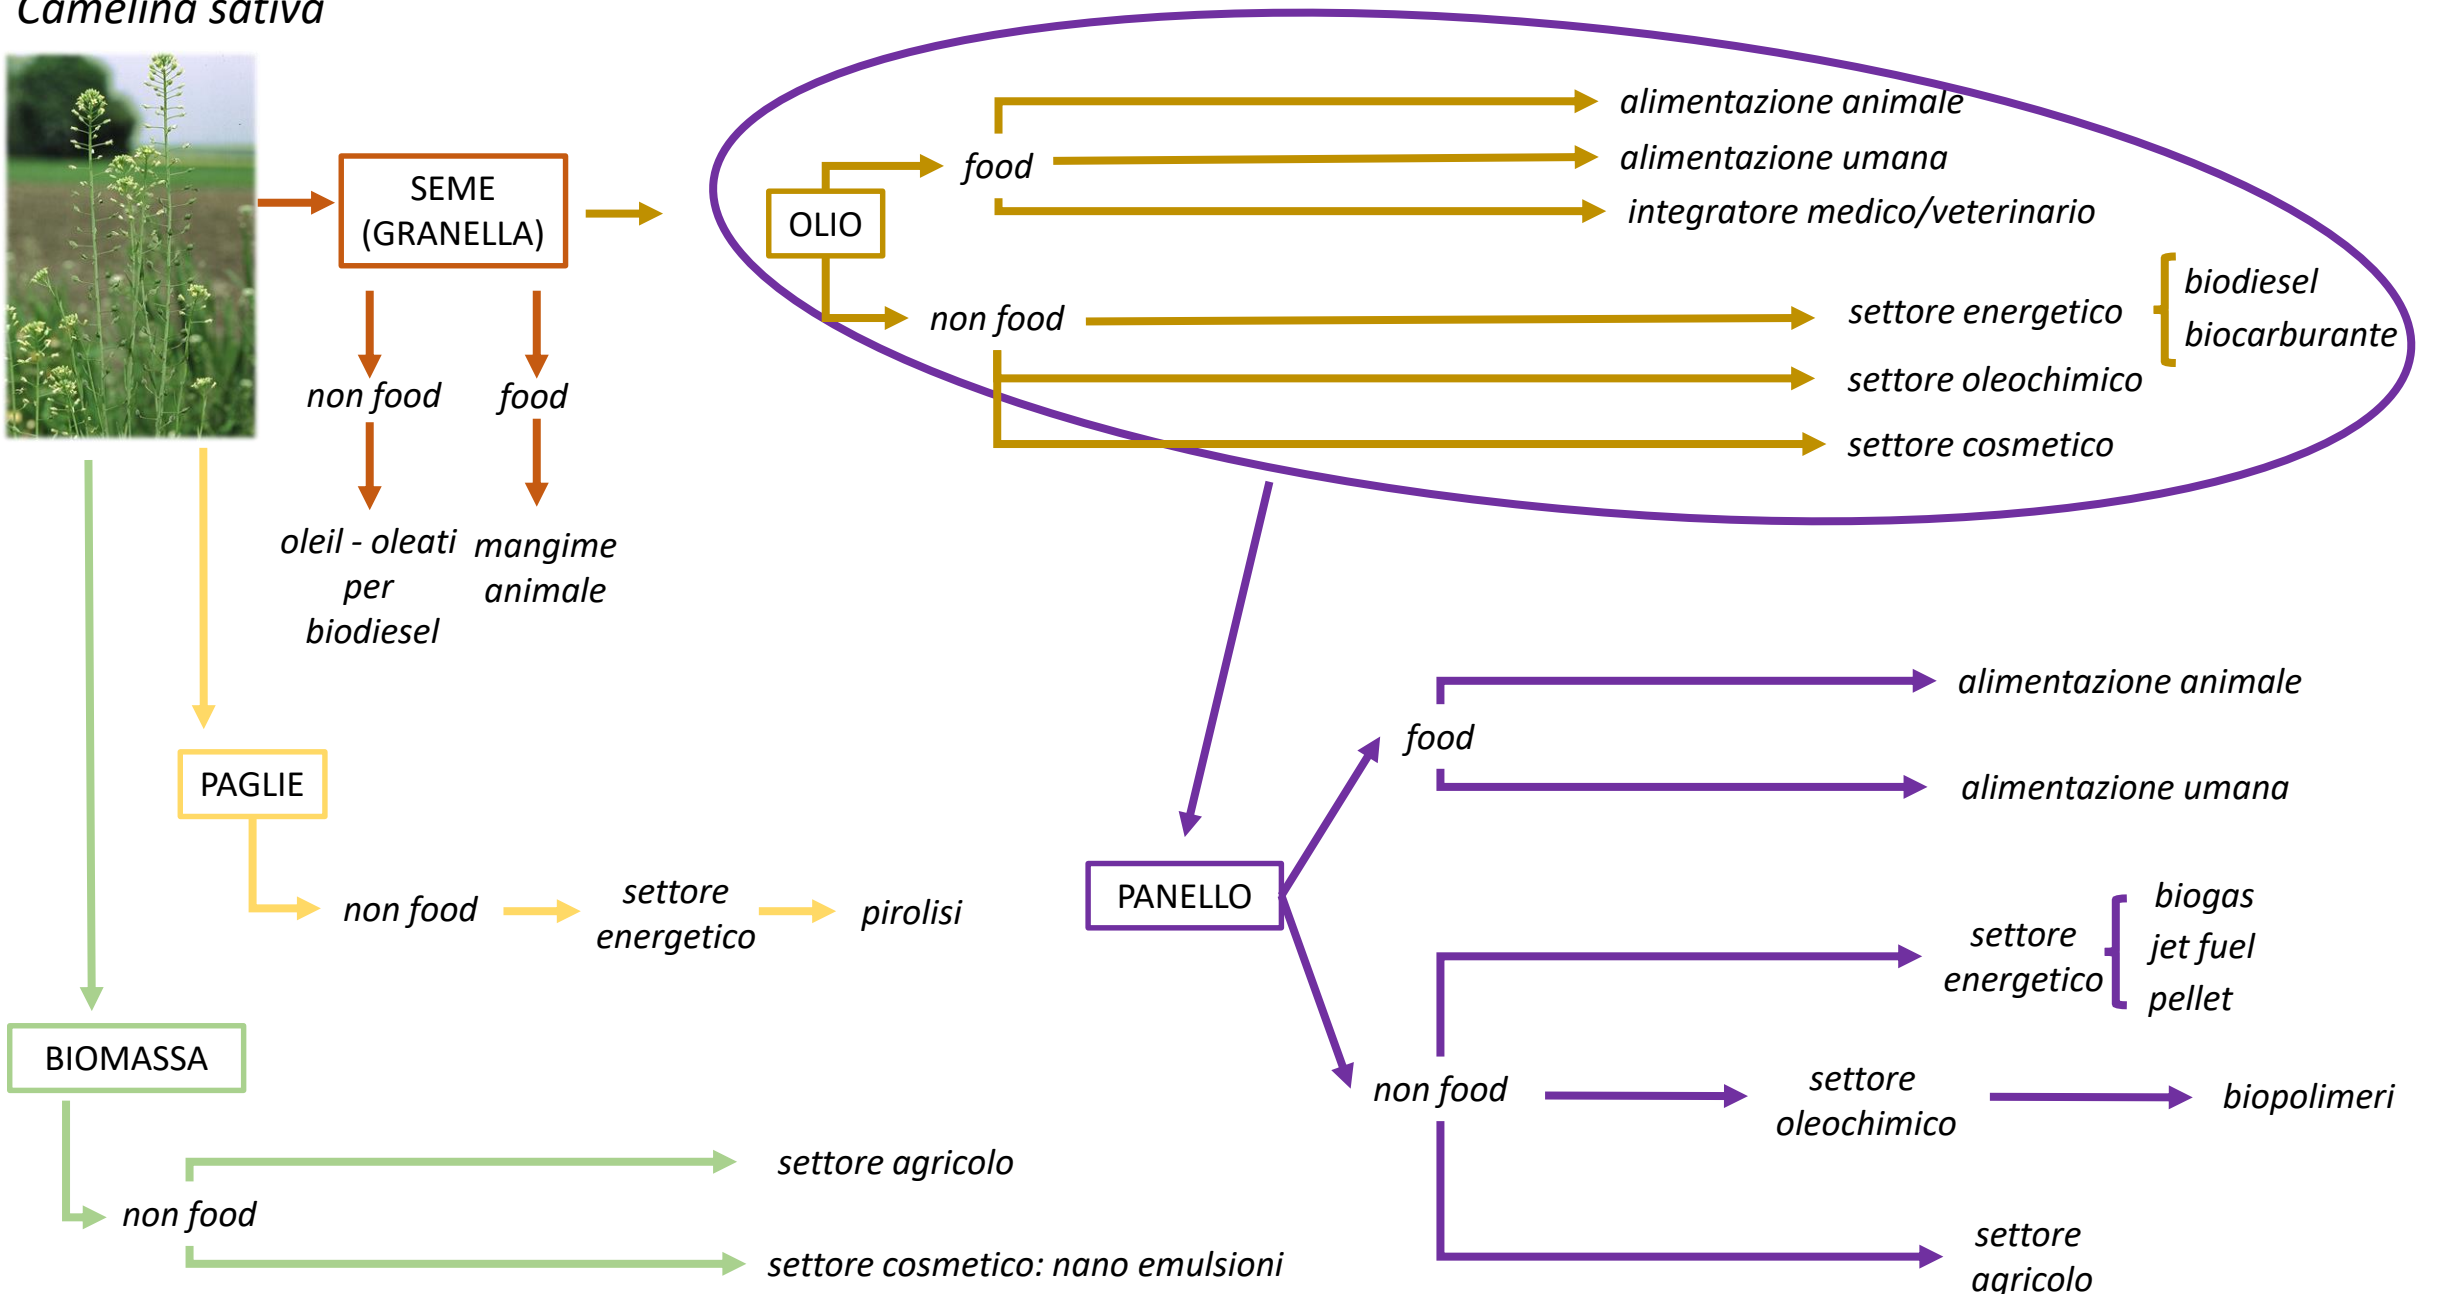 Camelina sativa
SEME
(GRANELLA)
non food
food
oleil - oleati
per
biodiesel
mangime
animale
OLIO
food
alimentazione animale
alimentazione umana
integratore medico/veterinario
non food
settore energetico
biodiesel
biocarburante
settore oleochimico
settore cosmetico
PAGLIE
non food
settore
energetico
pirolisi
BIOMASSA
non food
settore agricolo
settore cosmetico: nano emulsioni
PANELLO
food
alimentazione animale
alimentazione umana
non food
settore
energetico
biogas
jet fuel
pellet
settore
oleochimico
biopolimeri
settore
agricolo